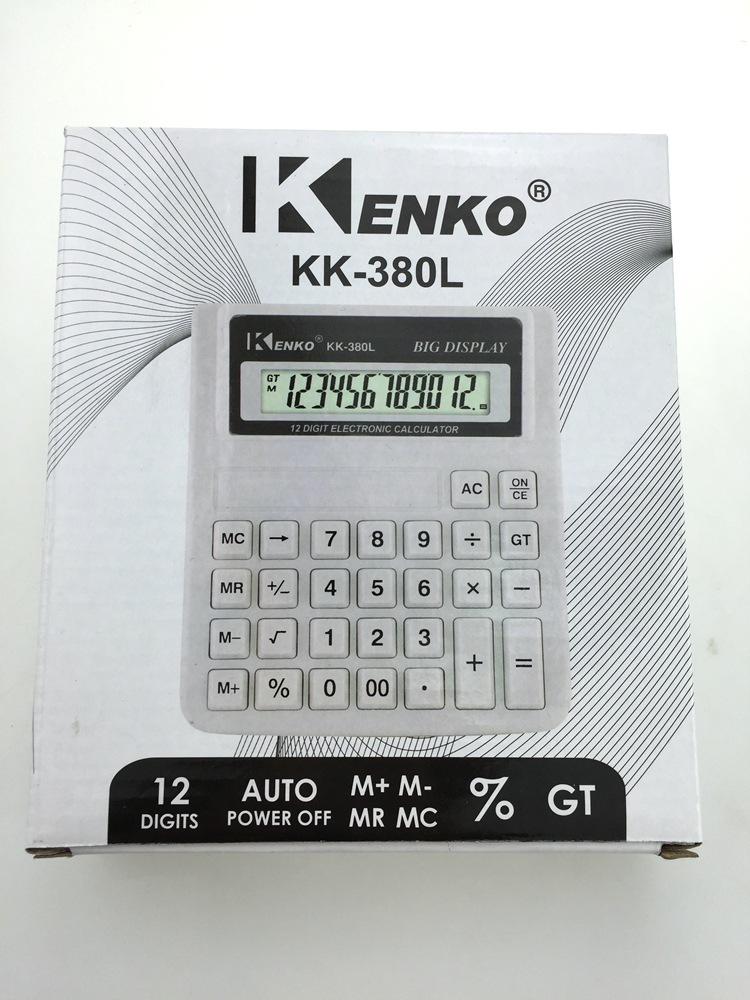 KENKO®
KK-380L
KENKO® KK-380L BIG DISPLAY
GT
M
123456789012.
12 DIGIT ELECTRONIC CALCULATOR
AC ON/CE
MC → 7 8 9 ÷ GT
MR +/− 4 5 6 × −
M− √ 1 2 3
+ =
M+ % 0 00 •
12 DIGITS
AUTO POWER OFF
M+ M-
MR MC
%
GT